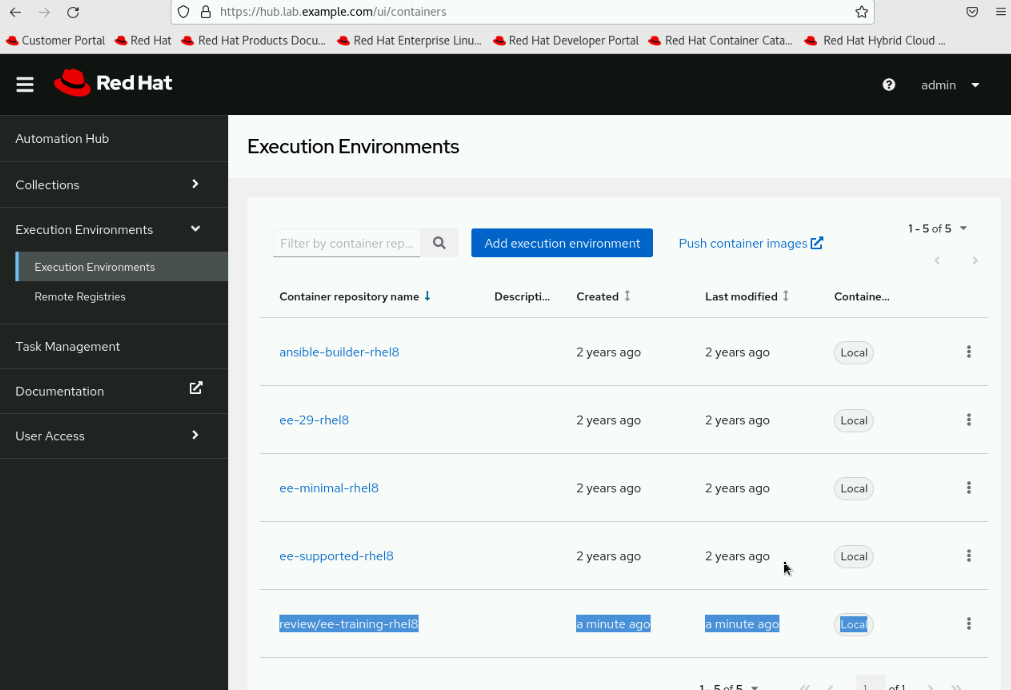 https://hub.lab.example.com/ui/containers
Customer Portal Red Hat Red Hat Products Docu... Red Hat Enterprise Linu... Red Hat Developer Portal Red Hat Container Cata... Red Hat Hybrid Cloud ...
Red Hat admin
Automation Hub
Collections
Execution Environments
Execution Environments
Remote Registries
Task Management
Documentation
User Access
Execution Environments
Filter by container rep... Add execution environment Push container images 1 - 5 of 5
Container repository name Descripti... Created Last modified Containe...
ansible-builder-rhel8 2 years ago 2 years ago Local
ee-29-rhel8 2 years ago 2 years ago Local
ee-minimal-rhel8 2 years ago 2 years ago Local
ee-supported-rhel8 2 years ago 2 years ago Local
review/ee-training-rhel8 a minute ago a minute ago Local
1 - 5 of 5 1 of 1